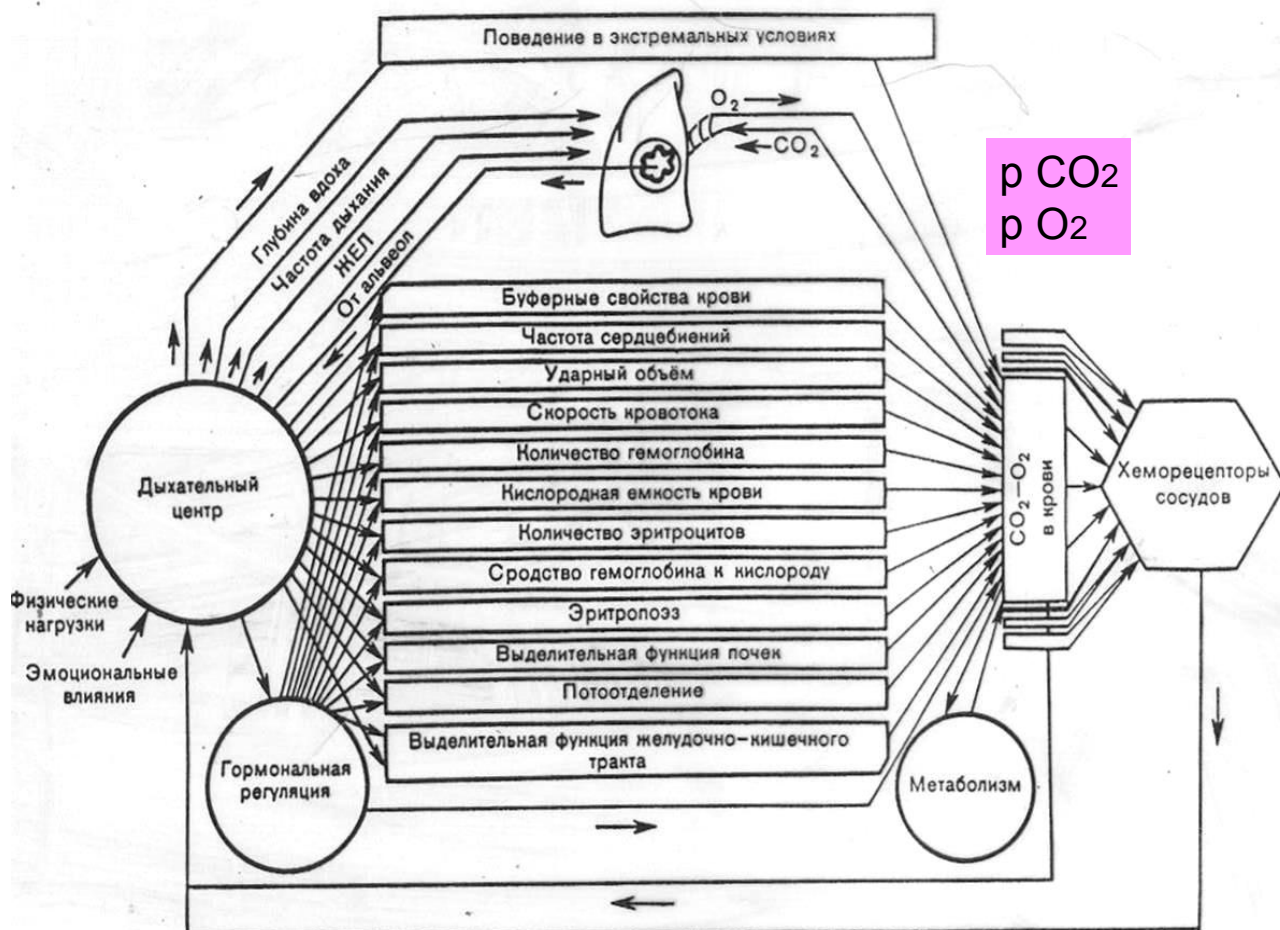 Поведение в экстремальных условиях
O₂
CO₂
p CO₂
p O₂
Глубина вдоха
Частота дыхания
ЖЕЛ
От альвеол
Буферные свойства крови
Частота сердцебиений
Ударный объём
Скорость кровотока
Количество гемоглобина
Кислородная емкость крови
Количество эритроцитов
Сродство гемоглобина к кислороду
Эритропоэз
Выделительная функция почек
Потоотделение
Выделительная функция желудочно-кишечного
тракта
Дыхательный
центр
Физические
нагрузки
Эмоциональные
влияния
Гормональная
регуляция
CO₂—O₂
в крови
Хеморецепторы
сосудов
Метаболизм